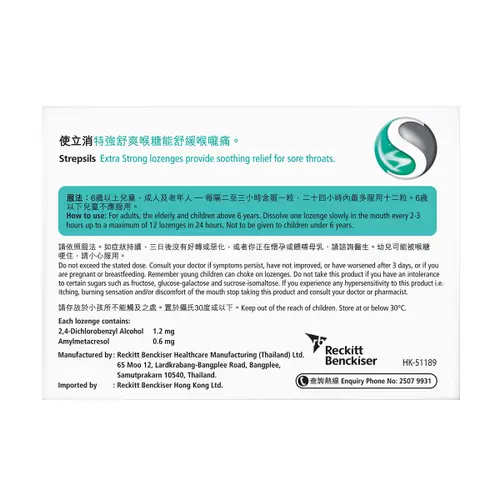 使立消特強舒爽喉糖能舒緩喉嚨痛。
Strepsils Extra Strong lozenges provide soothing relief for sore throats.
服法：6歲以上兒童、成人及老年人 — 每隔二至三小時含服一粒，二十四小時內最多服用十二粒。6歲
以下兒童不應服用。
How to use: For adults, the elderly and children above 6 years. Dissolve one lozenge slowly in the mouth every 2-3
hours up to a maximum of 12 lozenges in 24 hours. Not to be given to children under 6 years.
請依照服法。如症狀持續、三日後沒有好轉或惡化、或者你正在懷孕或餵哺母乳，請諮詢醫生。幼兒可能被喉糖
哽住，請小心服用。
Do not exceed the stated dose. Consult your doctor if symptoms persist, have not improved, or have worsened after 3 days, or if you
are pregnant or breastfeeding. Remember young children can choke on lozenges. Do not take this product if you have an intolerance
to certain sugars such as fructose, glucose-galactose and sucrose-isomaltose. If you experience any hypersensitivity to this product i.e.
itching, burning sensation and/or discomfort of the mouth stop taking this product and consult your doctor or pharmacist.
請存放於小孩所不能觸及之處。置於攝氏30度或以下。Keep out of the reach of children. Store at or below 30ºC.
Each lozenge contains:
2,4-Dichlorobenzyl Alcohol 1.2 mg
Amylmetacresol 0.6 mg
Manufactured by : Reckitt Benckiser Healthcare Manufacturing (Thailand) Ltd.
65 Moo 12, Lardkrabang-Bangplee Road, Bangplee,
Samutprakarn 10540, Thailand.
Imported by : Reckitt Benckiser Hong Kong Ltd.
Reckitt
Benckiser
HK-51189
查詢熱線 Enquiry Phone No: 2507 9931